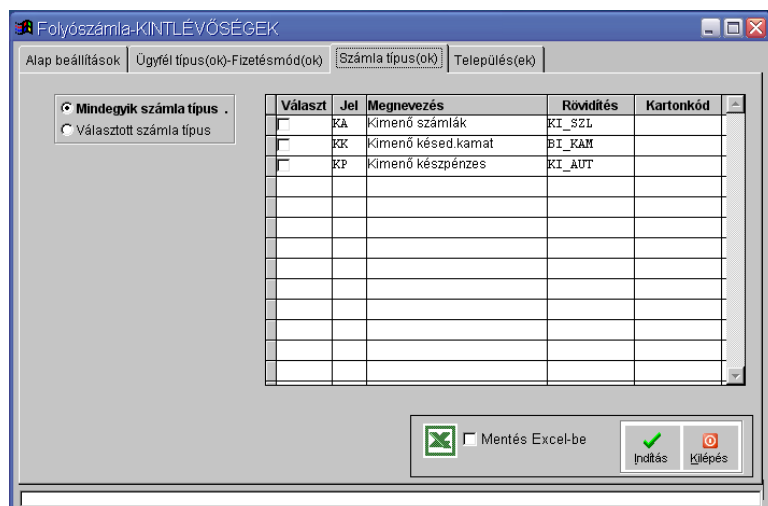 Folyószámla-KINTLÉVŐSÉGEK
Alap beállítások Ügyfél típus(ok)-Fizetésmód(ok) Számla típus(ok) Település(ek)
Mindegyik számla típus .
Választott számla típus
Választ Jel Megnevezés Rövidítés Kartonkód
KA Kimenő számlák KI_SZL
KK Kimenő késed.kamat BI_KAM
KP Kimenő készpénzes KI_AUT
Mentés Excel-be
Indítás Kilépés